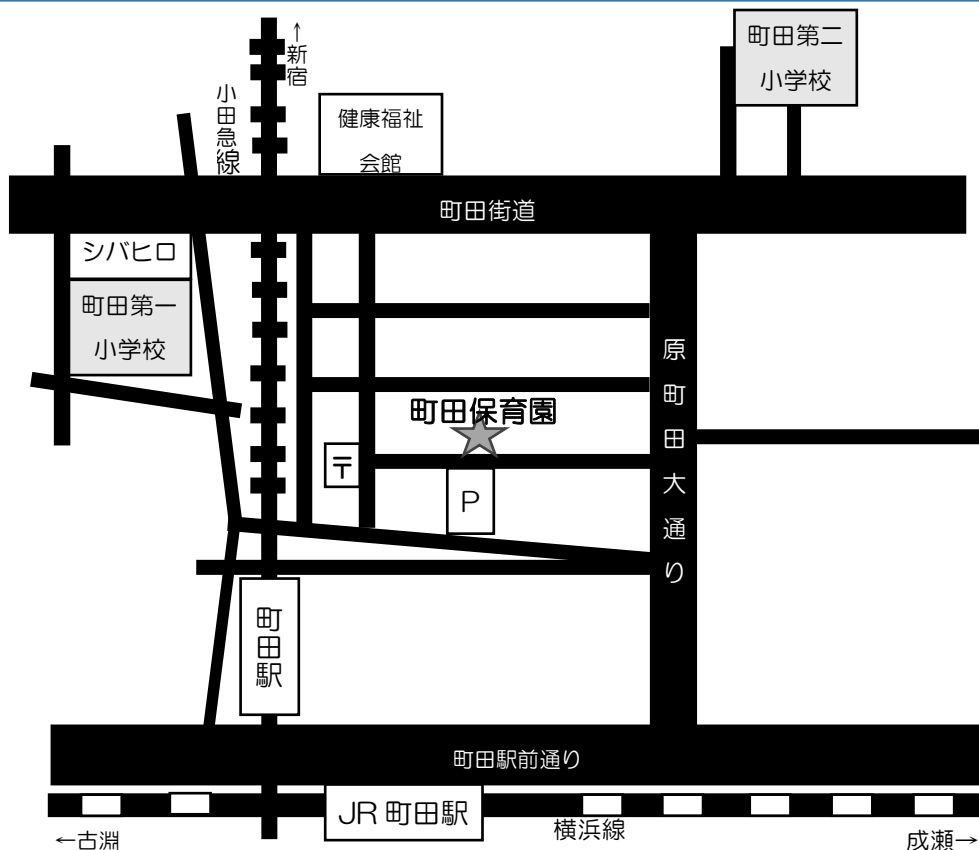 町田第二
小学校
↑新宿
小田急線
健康福祉
会館
町田街道
シバヒロ
町田第一
小学校
原町田大通り
町田保育園
〒
P
町田駅
町田駅前通り
JR 町田駅
横浜線
←古淵
成瀬→